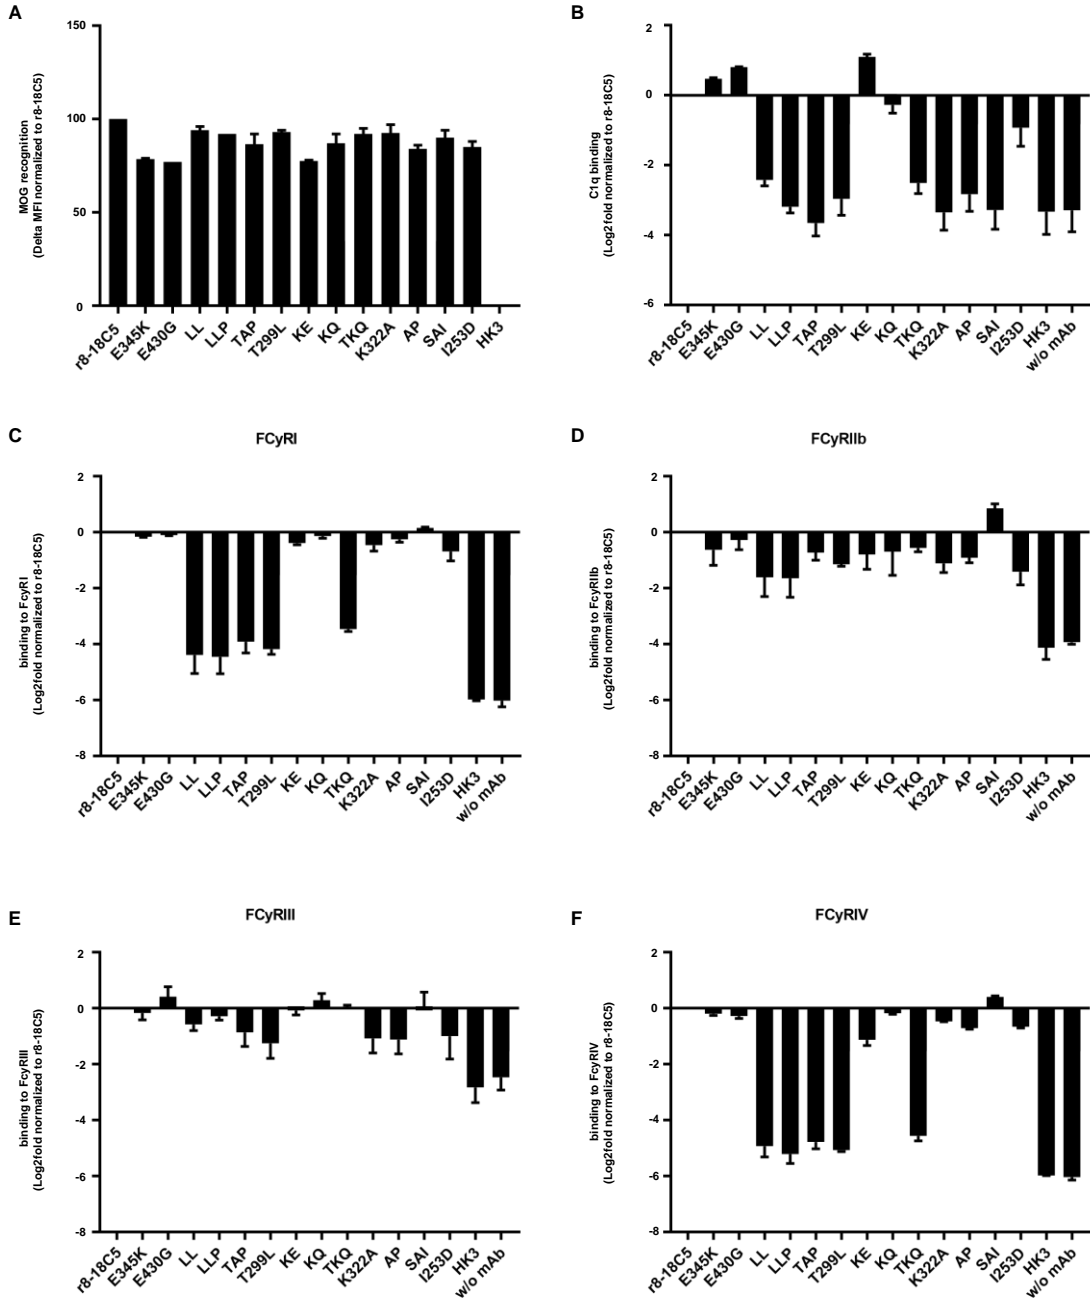 A
MOG recognition
(Delta MFI normalized to r8-18C5)
150
100
50
0
r8-18C5
E345K
E430G
LL
LLP
TAP
T299L
KE
KQ
TKQ
K322A
AP
SAI
I253D
HK3
B
C1q binding
(Log2fold normalized to r8-18C5)
2
0
-2
-4
-6
r8-18C5
E345K
E430G
LL
LLP
TAP
T299L
KE
KQ
TKQ
K322A
AP
SAI
I253D
HK3
w/o mAb
C
FCyRI
binding to FcyRI
(Log2fold normalized to r8-18C5)
2
0
-2
-4
-6
-8
r8-18C5
E345K
E430G
LL
LLP
TAP
T299L
KE
KQ
TKQ
K322A
AP
SAI
I253D
HK3
w/o mAb
D
FCyRIIb
binding to FcyRIIb
(Log2fold normalized to r8-18C5)
2
0
-2
-4
-6
-8
r8-18C5
E345K
E430G
LL
LLP
TAP
T299L
KE
KQ
TKQ
K322A
AP
SAI
I253D
HK3
w/o mAb
E
FCyRIII
binding to FcyRIII
(Log2fold normalized to r8-18C5)
2
0
-2
-4
-6
-8
r8-18C5
E345K
E430G
LL
LLP
TAP
T299L
KE
KQ
TKQ
K322A
AP
SAI
I253D
HK3
w/o mAb
F
FCyRIV
binding to FcyRIV
(Log2fold normalized to r8-18C5)
2
0
-2
-4
-6
-8
r8-18C5
E345K
E430G
LL
LLP
TAP
T299L
KE
KQ
TKQ
K322A
AP
SAI
I253D
HK3
w/o mAb